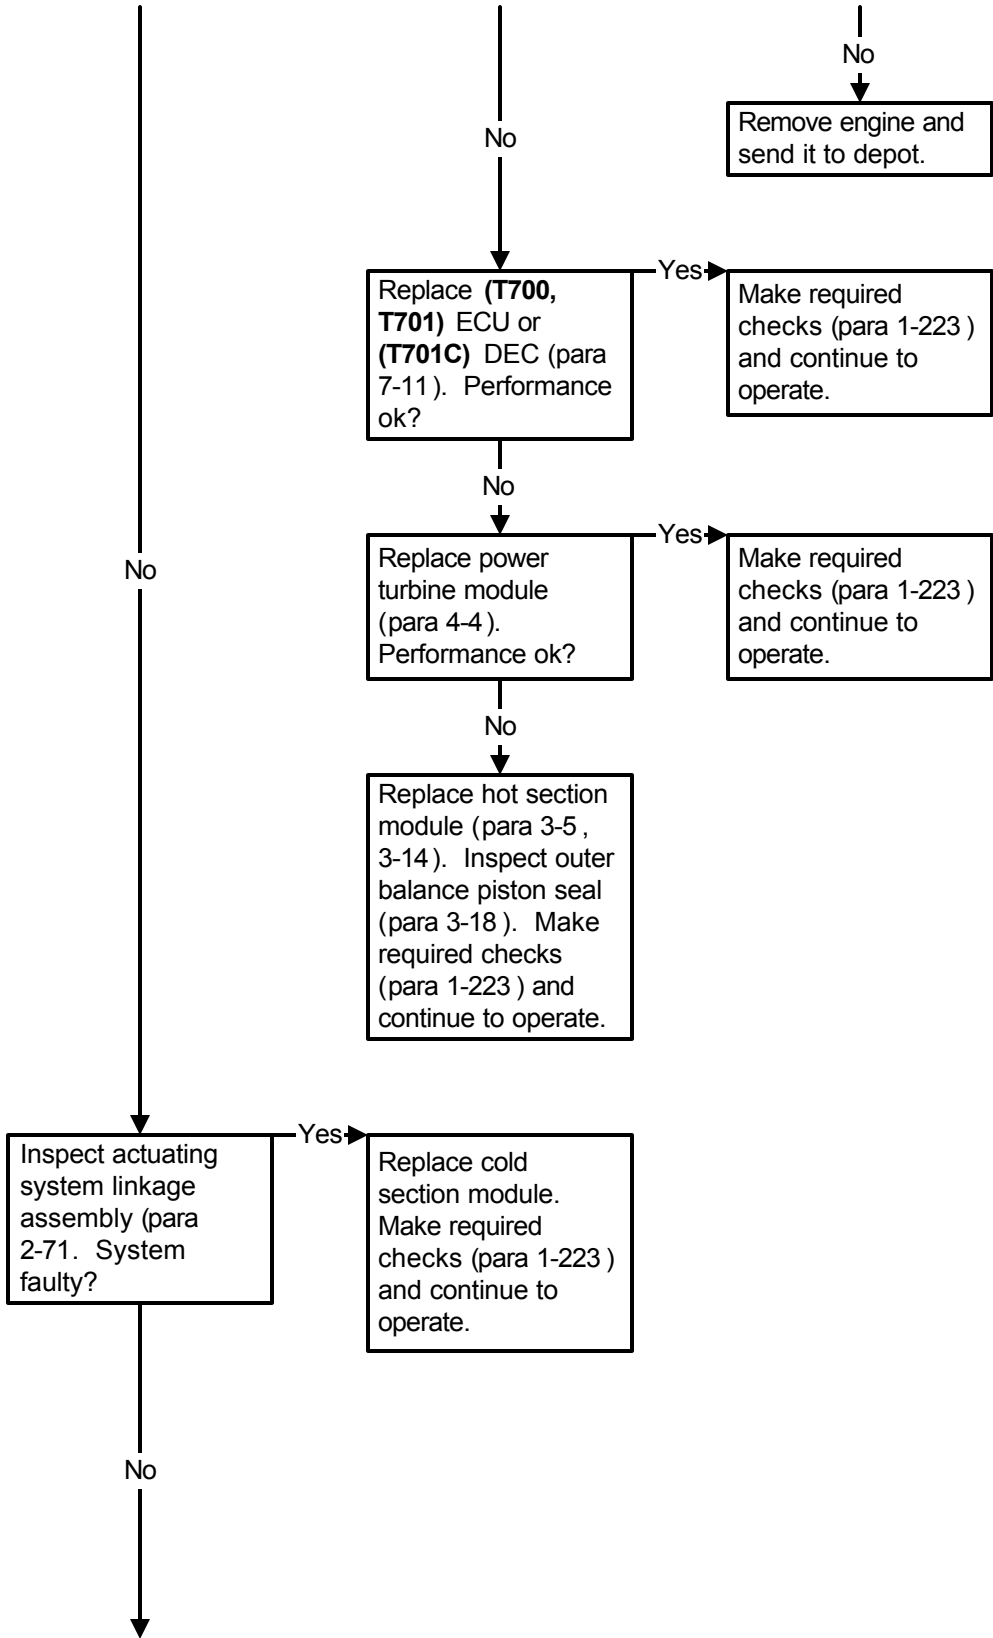 No
Remove engine and
send it to depot.
No
Replace (T700,
T701) ECU or
(T701C) DEC (para
7-11 ). Performance
ok?
Yes
Make required
checks (para 1-223 )
and continue to
operate.
No
Replace power
turbine module
(para 4-4 ).
Performance ok?
Yes
Make required
checks (para 1-223 )
and continue to
operate.
No
No
Replace hot section
module (para 3-5 ,
3-14 ). Inspect outer
balance piston seal
(para 3-18 ). Make
required checks
(para 1-223 ) and
continue to operate.
Inspect actuating
system linkage
assembly (para
2-71. System
faulty?
Yes
Replace cold
section module.
Make required
checks (para 1-223 )
and continue to
operate.
No